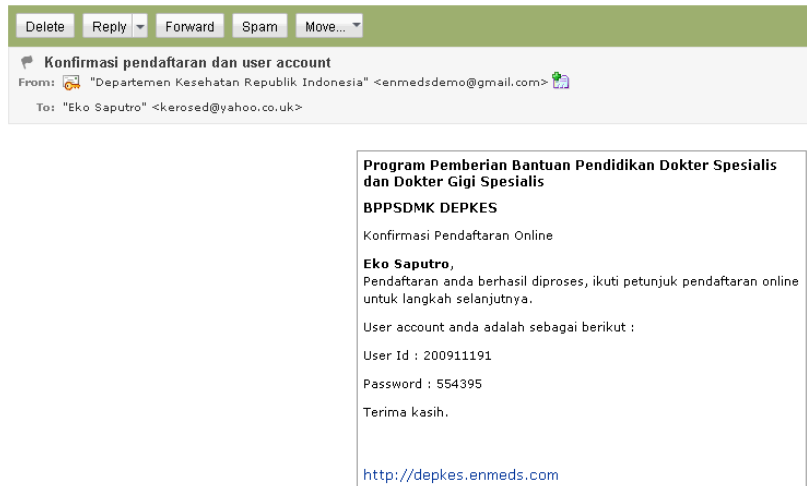 Delete Reply Forward Spam Move...
Konfirmasi pendaftaran dan user account
From: "Departemen Kesehatan Republik Indonesia" <enmedsdemo@gmail.com>
To: "Eko Saputro" <kerosed@yahoo.co.uk>
Program Pemberian Bantuan Pendidikan Dokter Spesialis
dan Dokter Gigi Spesialis
BPPSDMK DEPKES
Konfirmasi Pendaftaran Online
Eko Saputro,
Pendaftaran anda berhasil diproses, ikuti petunjuk pendaftaran online
untuk langkah selanjutnya.
User account anda adalah sebagai berikut :
User Id : 200911191
Password : 554395
Terima kasih.
http://depkes.enmeds.com